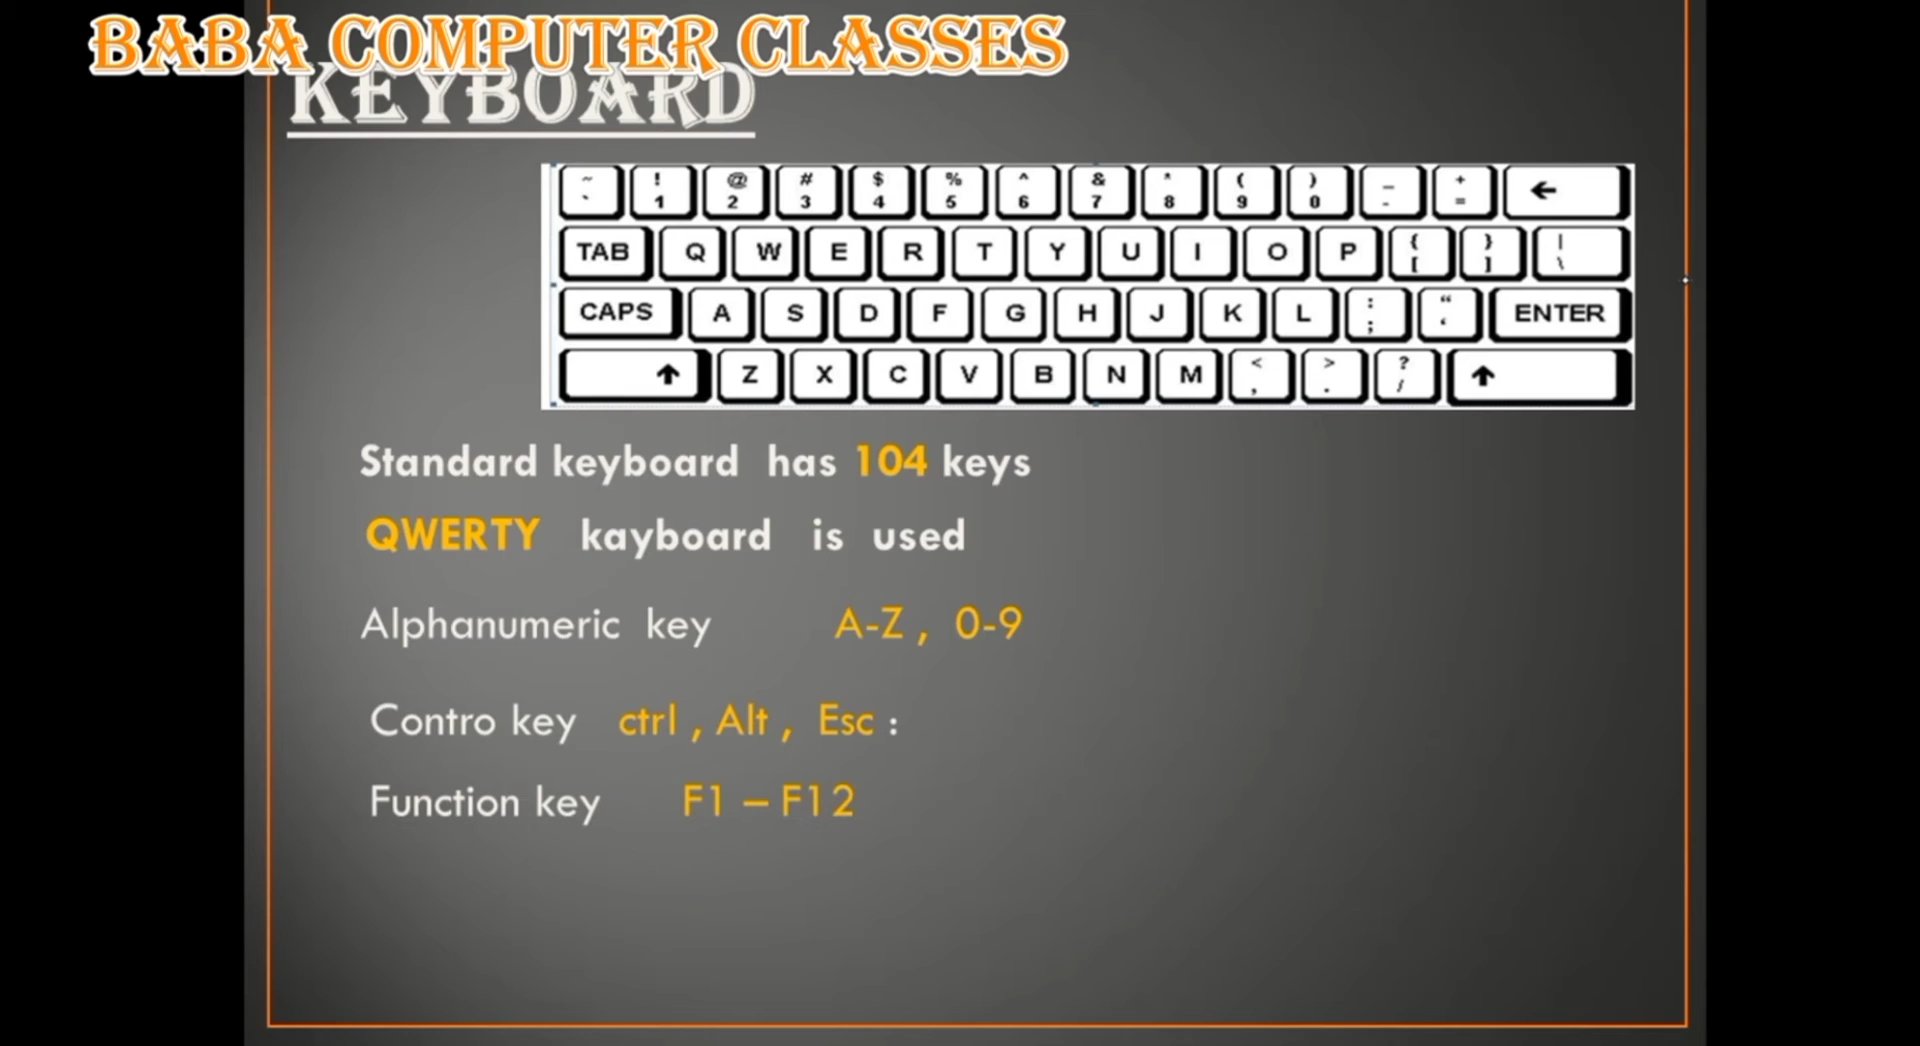 BABA COMPUTER CLASSES
KEYBOARD
~ ! @ # $ % ^ & * ( ) _ +
` 1 2 3 4 5 6 7 8 9 0 - = ←
TAB Q W E R T Y U I O P { [ } ] | \
CAPS A S D F G H J K L : ; “ ‘ ENTER
↑ Z X C V B N M < , > . ? / ↑
Standard keyboard has 104 keys
QWERTY kayboard is used
Alphanumeric key A-Z , 0-9
Contro key ctrl , Alt , Esc :
Function key F1 – F12